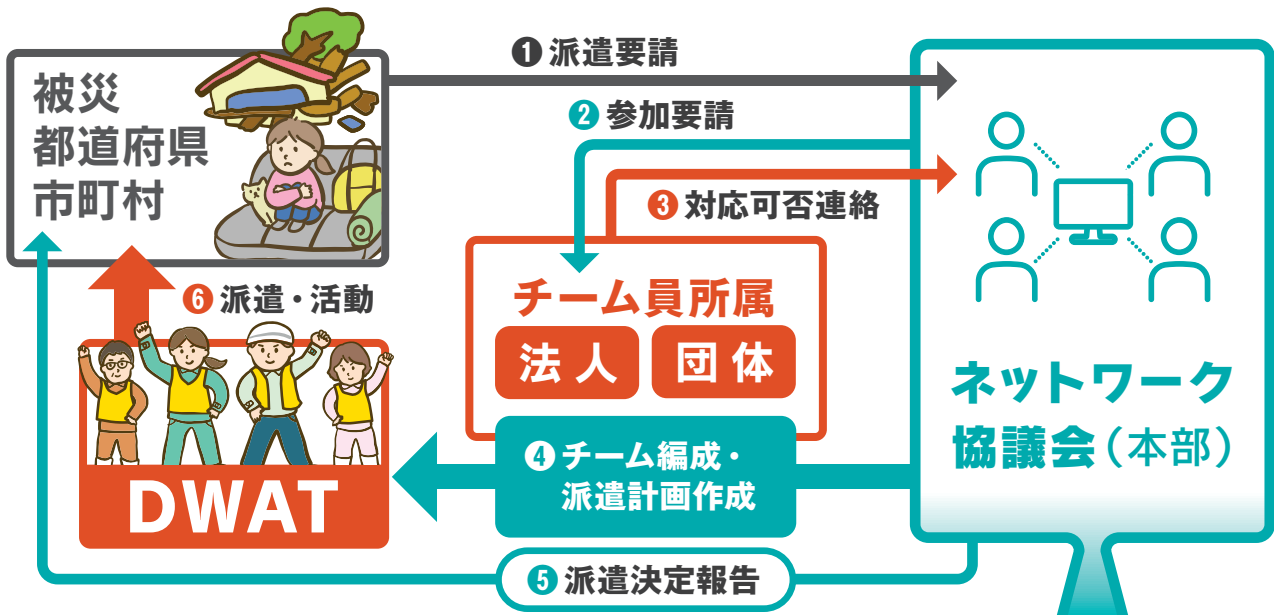 ❶派遣要請
被災
都道府県
市町村
❷参加要請
❸対応可否連絡
❻派遣・活動
チーム員所属
法人 団体
ネットワーク
協議会(本部)
❹チーム編成・
派遣計画作成
DWAT
❺派遣決定報告